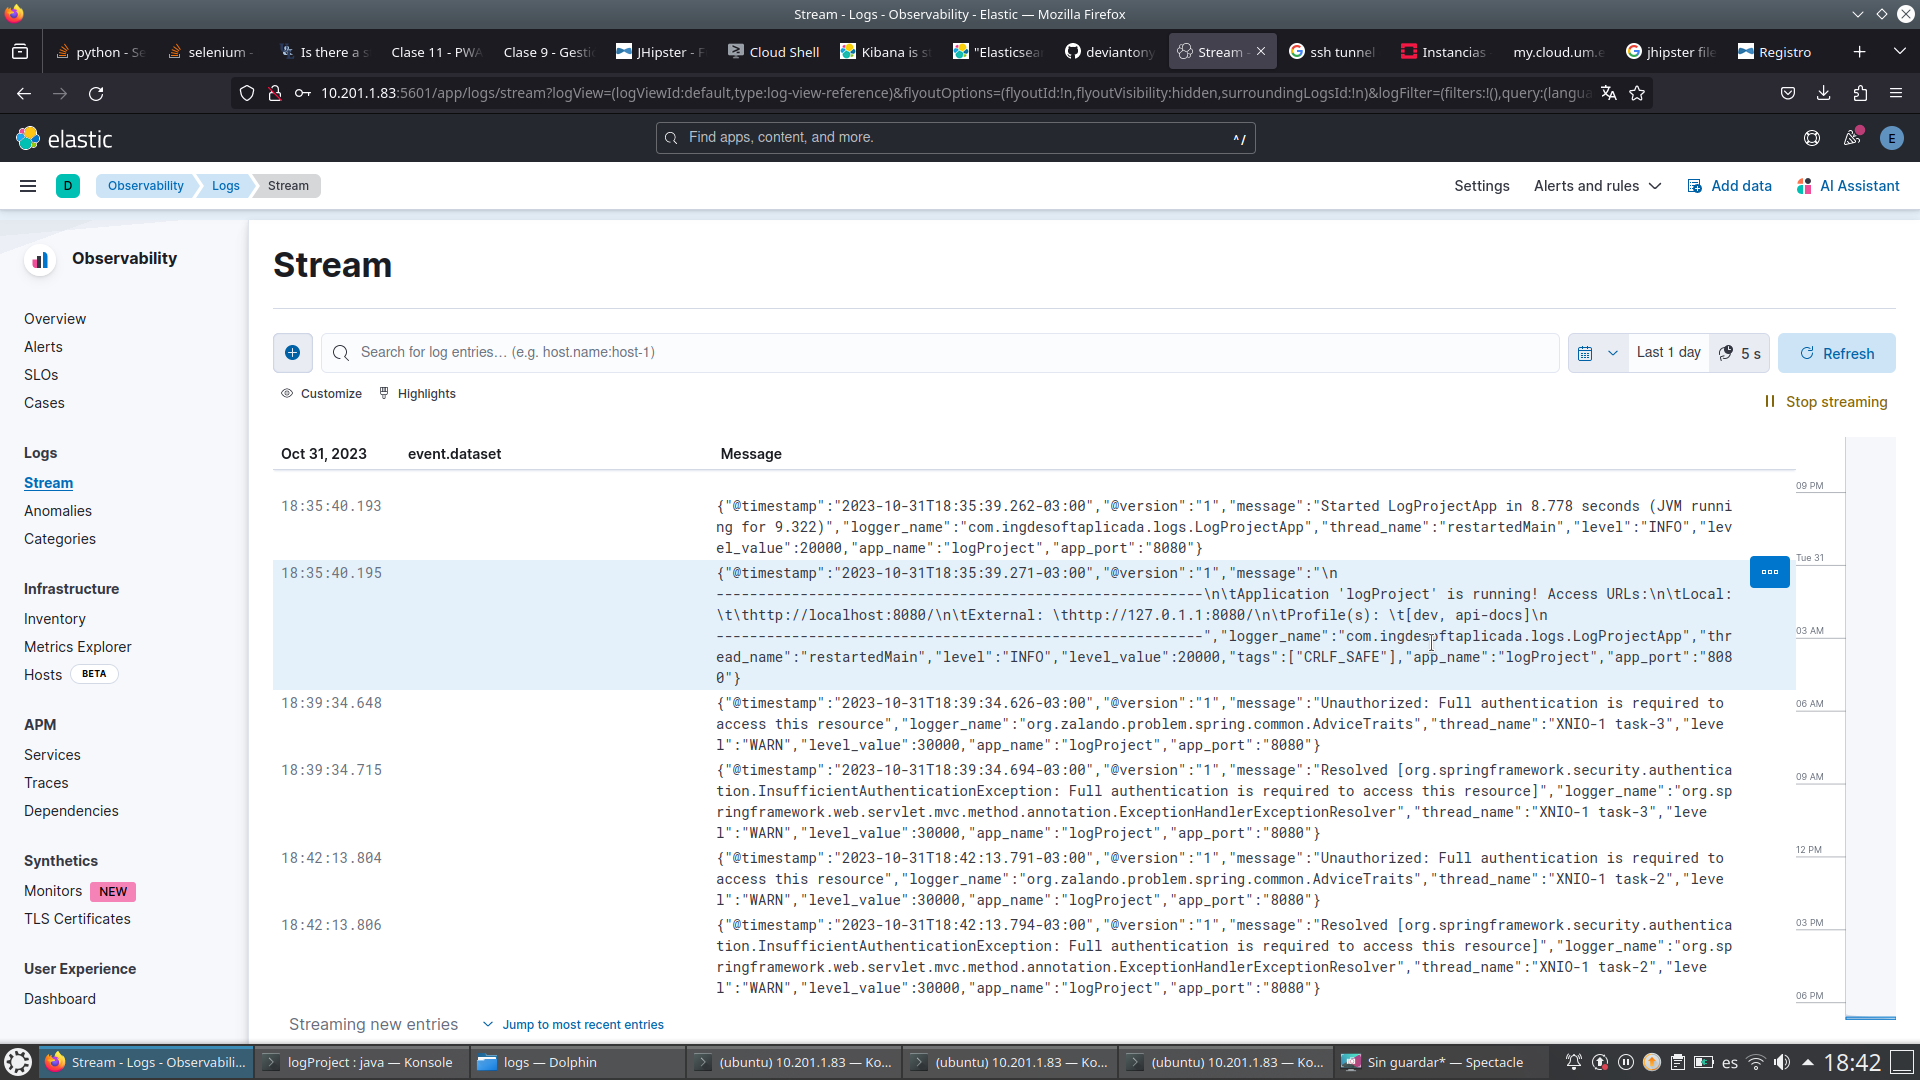 Stream - Logs - Observability - Elastic — Mozilla Firefox
python - Se
selenium -
Is there a s
Clase 11 - PWA
Clase 9 - Gesti
JHipster - F
Cloud Shell
Kibana is st
"Elasticsea
deviantony
Stream -
ssh tunnel
Instancias
my.cloud.um.e
jhipster file
Registro
10.201.1.83:5601/app/logs/stream?logView=(logViewId:default,type:log-view-reference)&flyoutOptions=(flyoutId:!n,flyoutVisibility:hidden,surroundingLogsId:!n)&logFilter=(filters:!(),query:(langua
elastic
Find apps, content, and more.
^/
E
D
Observability
Logs
Stream
Settings
Alerts and rules
Add data
AI Assistant
Observability
Overview
Alerts
SLOs
Cases
Logs
Stream
Anomalies
Categories
Infrastructure
Inventory
Metrics Explorer
Hosts BETA
APM
Services
Traces
Dependencies
Synthetics
Monitors NEW
TLS Certificates
User Experience
Dashboard
Stream
Search for log entries… (e.g. host.name:host-1)
Last 1 day
5 s
Refresh
Customize
Highlights
Stop streaming
Oct 31, 2023 event.dataset Message
18:35:40.193 {"@timestamp":"2023-10-31T18:35:39.262-03:00","@version":"1","message":"Started LogProjectApp in 8.778 seconds (JVM runni
ng for 9.322)","logger_name":"com.ingdesoftaplicada.logs.LogProjectApp","thread_name":"restartedMain","level":"INFO","lev
el_value":20000,"app_name":"logProject","app_port":"8080"}
18:35:40.195 {"@timestamp":"2023-10-31T18:35:39.271-03:00","@version":"1","message":"\n
----------------------------------------------------------\n\tApplication 'logProject' is running! Access URLs:\n\tLocal:
\t\thttp://localhost:8080/\n\tExternal: \thttp://127.0.1.1:8080/\n\tProfile(s): \t[dev, api-docs]\n
----------------------------------------------------------","logger_name":"com.ingdesoftaplicada.logs.LogProjectApp","thr
ead_name":"restartedMain","level":"INFO","level_value":20000,"tags":["CRLF_SAFE"],"app_name":"logProject","app_port":"808
0"}
18:39:34.648 {"@timestamp":"2023-10-31T18:39:34.626-03:00","@version":"1","message":"Unauthorized: Full authentication is required to
access this resource","logger_name":"org.zalando.problem.spring.common.AdviceTraits","thread_name":"XNIO-1 task-3","leve
l":"WARN","level_value":30000,"app_name":"logProject","app_port":"8080"}
18:39:34.715 {"@timestamp":"2023-10-31T18:39:34.694-03:00","@version":"1","message":"Resolved [org.springframework.security.authentica
tion.InsufficientAuthenticationException: Full authentication is required to access this resource]","logger_name":"org.sp
ringframework.web.servlet.mvc.method.annotation.ExceptionHandlerExceptionResolver","thread_name":"XNIO-1 task-3","leve
l":"WARN","level_value":30000,"app_name":"logProject","app_port":"8080"}
18:42:13.804 {"@timestamp":"2023-10-31T18:42:13.791-03:00","@version":"1","message":"Unauthorized: Full authentication is required to
access this resource","logger_name":"org.zalando.problem.spring.common.AdviceTraits","thread_name":"XNIO-1 task-2","leve
l":"WARN","level_value":30000,"app_name":"logProject","app_port":"8080"}
18:42:13.806 {"@timestamp":"2023-10-31T18:42:13.794-03:00","@version":"1","message":"Resolved [org.springframework.security.authentica
tion.InsufficientAuthenticationException: Full authentication is required to access this resource]","logger_name":"org.sp
ringframework.web.servlet.mvc.method.annotation.ExceptionHandlerExceptionResolver","thread_name":"XNIO-1 task-2","leve
l":"WARN","level_value":30000,"app_name":"logProject","app_port":"8080"}
Streaming new entries
Jump to most recent entries
09 PM
Tue 31
03 AM
06 AM
09 AM
12 PM
03 PM
06 PM
Stream - Logs - Observabili...
logProject : java — Konsole
logs — Dolphin
(ubuntu) 10.201.1.83 — Ko...
(ubuntu) 10.201.1.83 — Ko...
(ubuntu) 10.201.1.83 — Ko...
Sin guardar* — Spectacle
es
18:42